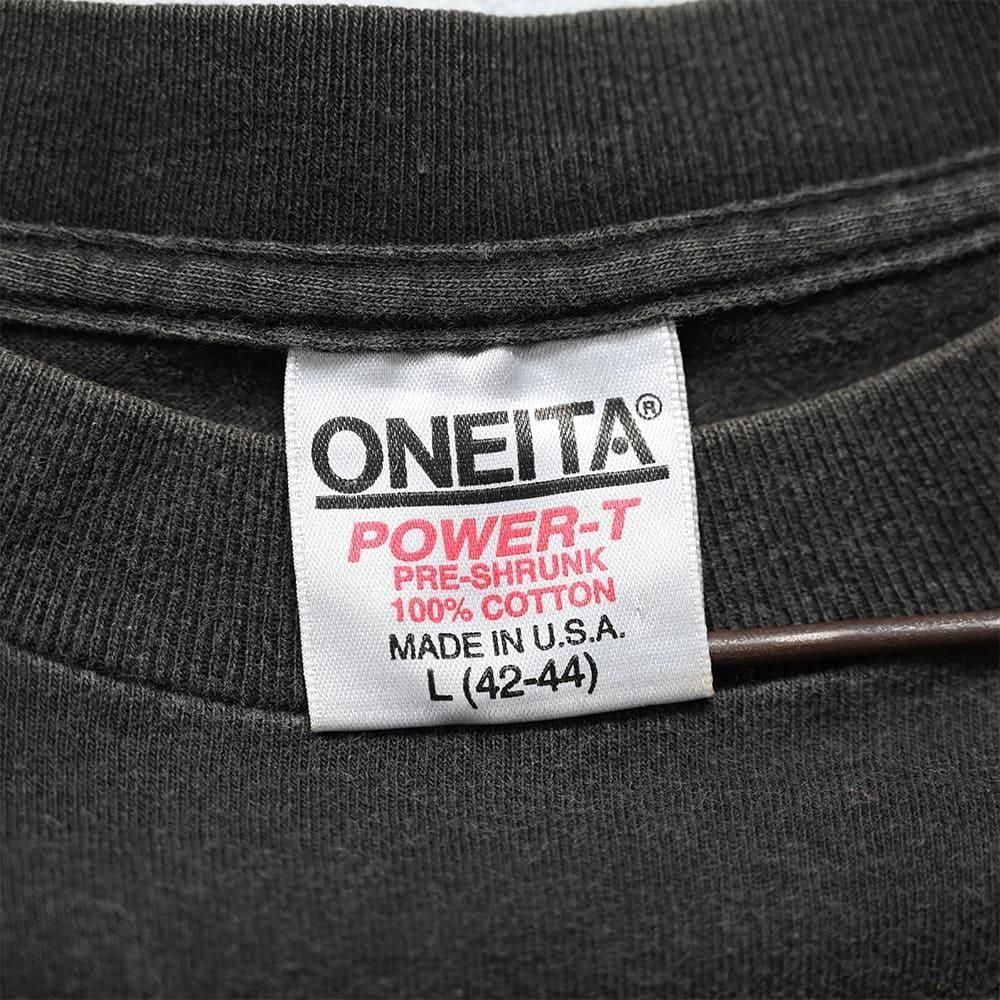 ONEITA®
POWER-T
PRE-SHRUNK
100% COTTON
MADE IN U.S.A.
L (42-44)